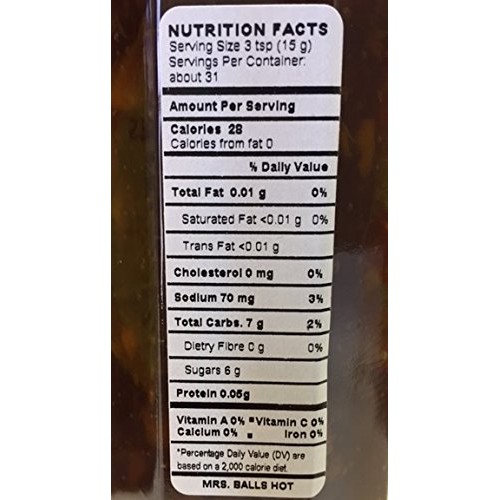 NUTRITION FACTS
Serving Size 3 tsp (15 g)
Servings Per Container:
about 31
Amount Per Serving
Calories 28
Calories from fat 0
% Daily Value
Total Fat 0.01 g 0%
Saturated Fat <0.01 g 0%
Trans Fat <0.01 g
Cholesterol 0 mg 0%
Sodium 70 mg 3%
Total Carbs. 7 g 2%
Dietry Fibre 0 g 0%
Sugars 6 g
Protein 0.05g
Vitamin A 0% ▪ Vitamin C 0%
Calcium 0% ▪ Iron 0%
*Percentage Daily Value (DV) are
based on a 2,000 calorie diet.
MRS. BALLS HOT